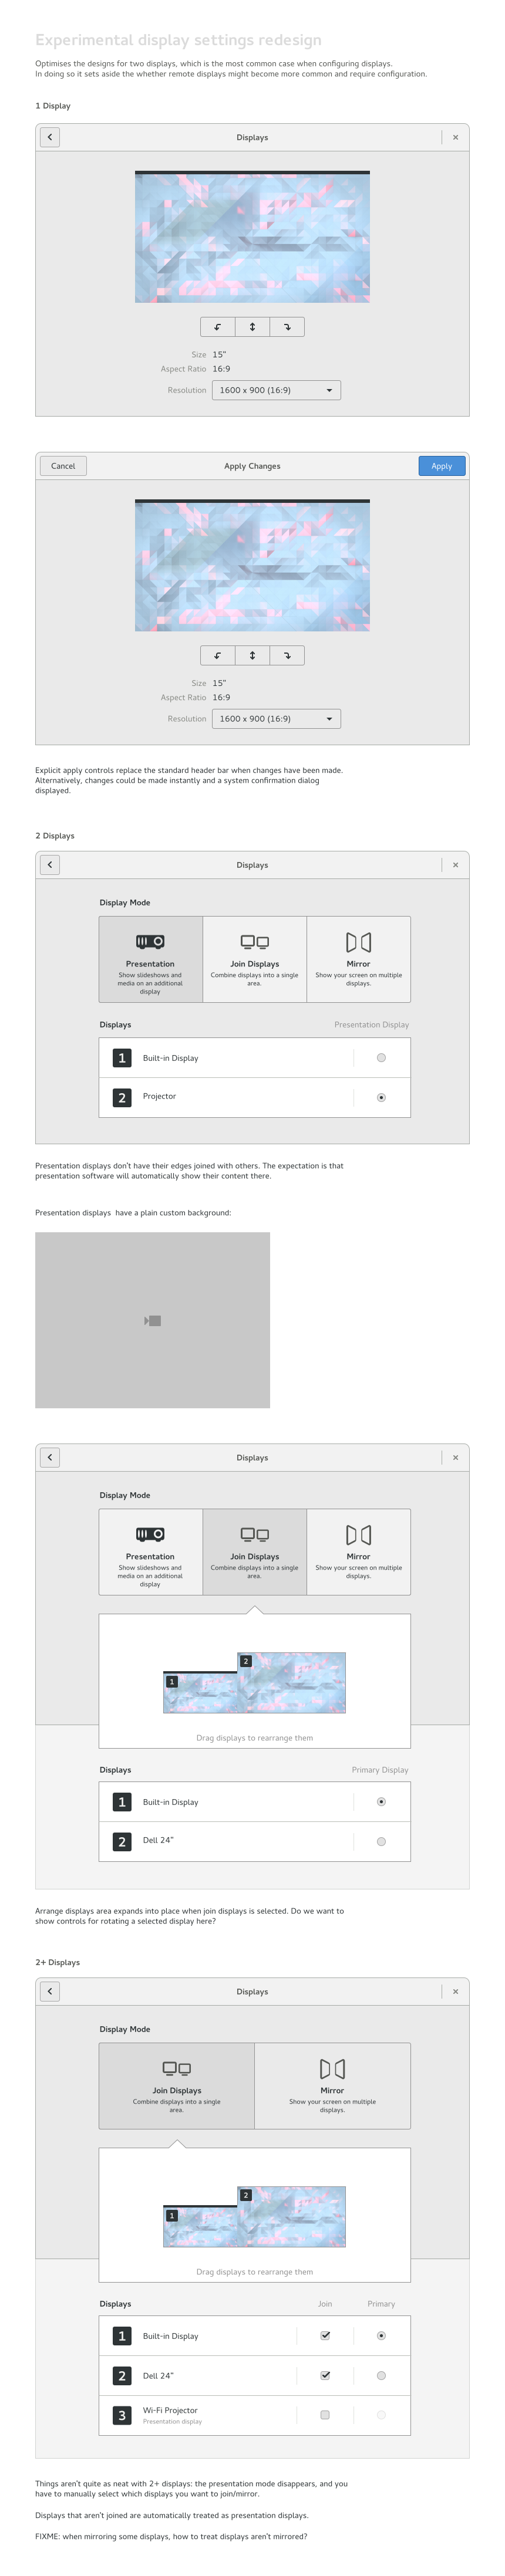 Experimental display settings redesign
Optimises the designs for two displays, which is the most common case when configuring displays.
In doing so it sets aside the whether remote displays might become more common and require configuration.
1 Display
Displays
Size 15"
Aspect Ratio 16:9
Resolution 1600 x 900 (16:9)
Cancel Apply Changes Apply
Size 15"
Aspect Ratio 16:9
Resolution 1600 x 900 (16:9)
Explicit apply controls replace the standard header bar when changes have been made.
Alternatively, changes could be made instantly and a system confirmation dialog
displayed.
2 Displays
Displays
Display Mode
Presentation
Show slideshows and
media on an additional
display
Join Displays
Combine displays into a single
area.
Mirror
Show your screen on multiple
displays.
Displays Presentation Display
1 Built-in Display
2 Projector
Presentation displays don't have their edges joined with others. The expectation is that
presentation software will automatically show their content there.
Presentation displays have a plain custom background:
Displays
Display Mode
Presentation
Show slideshows and
media on an additional
display
Join Displays
Combine displays into a single
area.
Mirror
Show your screen on multiple
displays.
1
2
Drag displays to rearrange them
Displays Primary Display
1 Built-in Display
2 Dell 24"
Arrange displays area expands into place when join displays is selected. Do we want to
show controls for rotating a selected display here?
2+ Displays
Displays
Display Mode
Join Displays
Combine displays into a single
area.
Mirror
Show your screen on multiple
displays.
1
2
Drag displays to rearrange them
Displays Join Primary
1 Built-in Display
2 Dell 24"
3 Wi-Fi Projector
Presentation display
Things aren't quite as neat with 2+ displays: the presentation mode disappears, and you
have to manually select which displays you want to join/mirror.
Displays that aren't joined are automatically treated as presentation displays.
FIXME: when mirroring some displays, how to treat displays aren't mirrored?